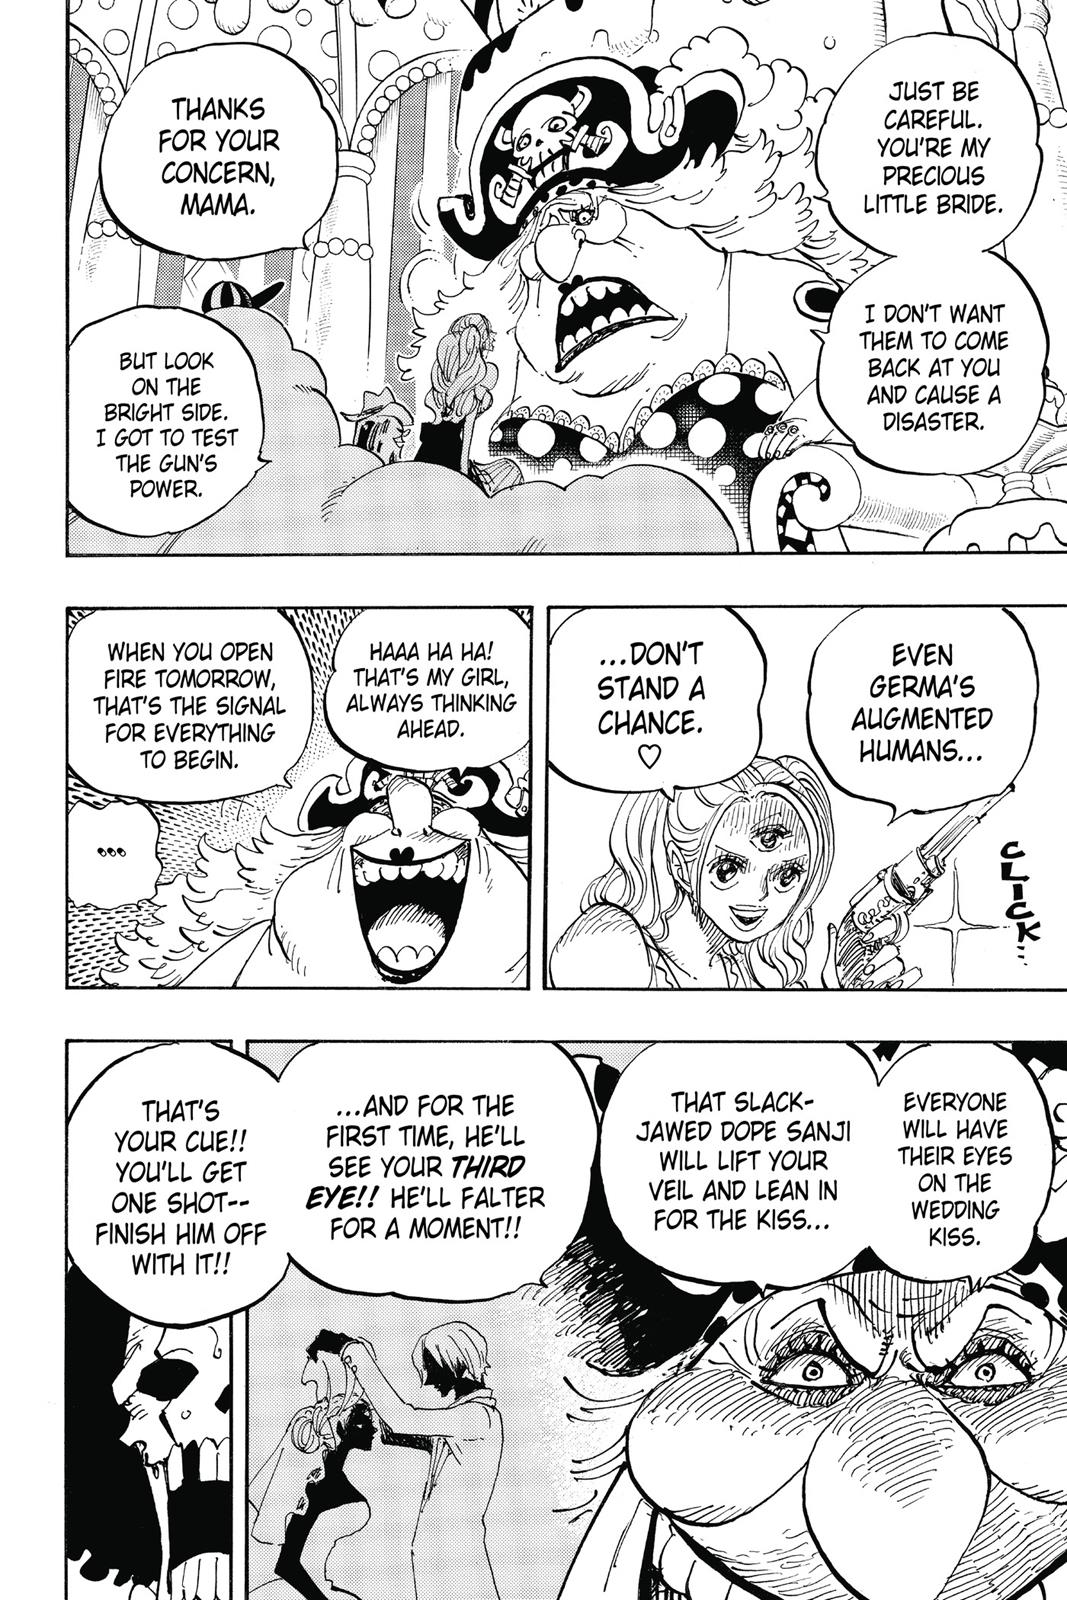 JUST BE
CAREFUL.
YOU'RE MY
PRECIOUS
LITTLE BRIDE.
I DON'T WANT
THEM TO COME
BACK AT YOU
AND CAUSE A
DISASTER.
THANKS
FOR YOUR
CONCERN,
MAMA.
BUT LOOK
ON THE
BRIGHT SIDE.
I GOT TO TEST
THE GUN'S
POWER.
EVEN
GERMA'S
AUGMENTED
HUMANS...
...DON'T
STAND A
CHANCE.
♡
CLICK...
HAAA HA HA!
THAT'S MY GIRL,
ALWAYS THINKING
AHEAD.
WHEN YOU OPEN
FIRE TOMORROW,
THAT'S THE SIGNAL
FOR EVERYTHING
TO BEGIN.
...
EVERYONE
WILL HAVE
THEIR EYES
ON THE
WEDDING
KISS.
THAT SLACK-
JAWED DOPE SANJI
WILL LIFT YOUR
VEIL AND LEAN IN
FOR THE KISS...
...AND FOR THE
FIRST TIME, HE'LL
SEE YOUR THIRD
EYE!! HE'LL FALTER
FOR A MOMENT!!
THAT'S
YOUR CUE!!
YOU'LL GET
ONE SHOT--
FINISH HIM OFF
WITH IT!!